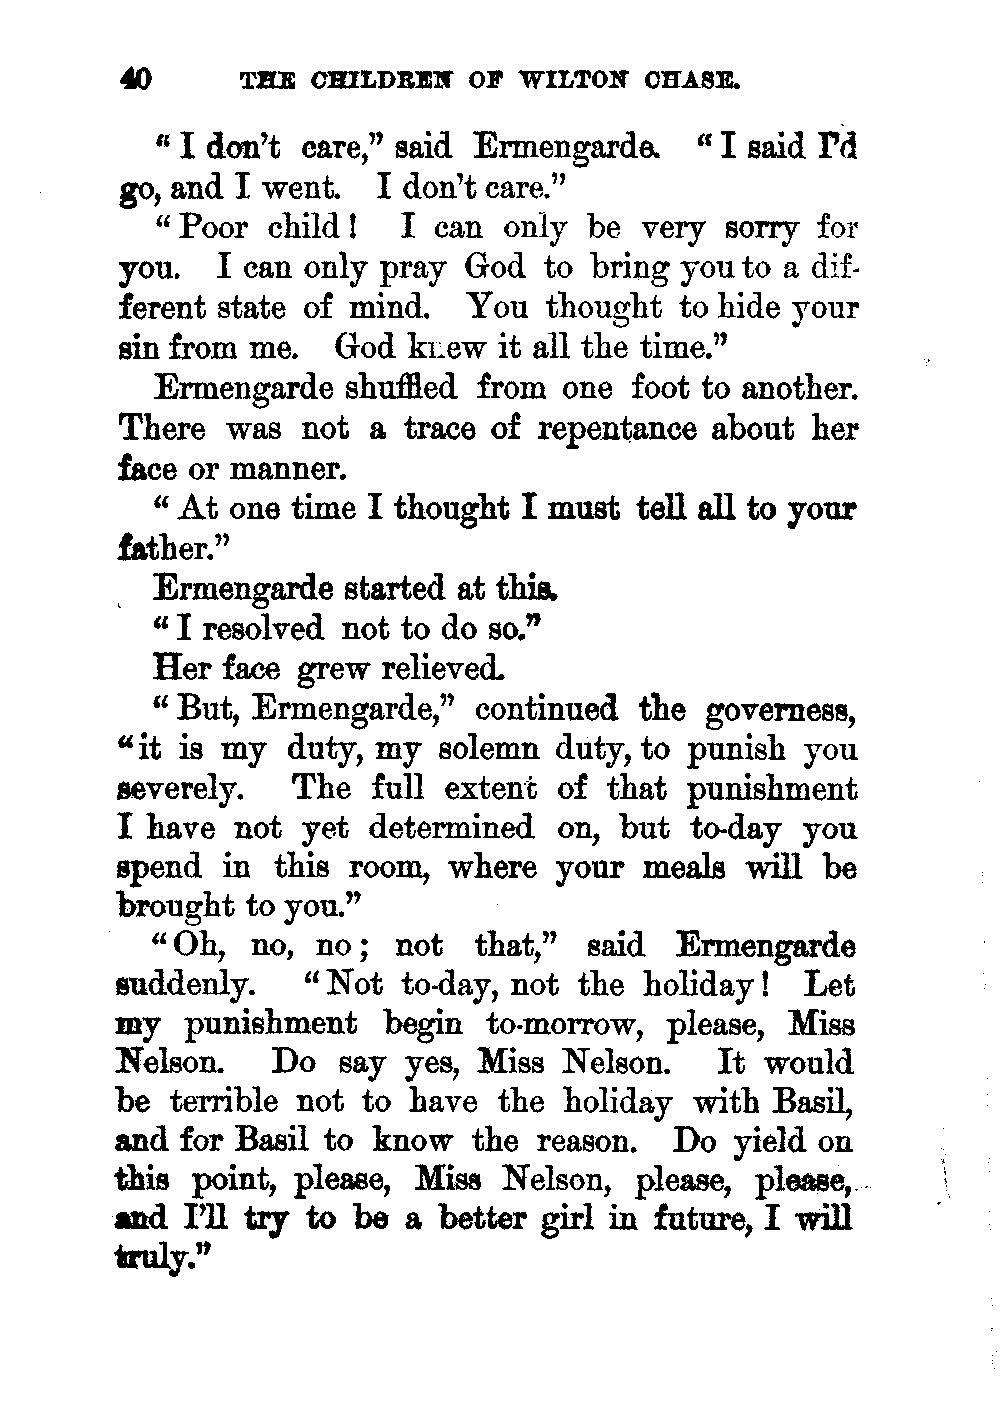 40 THE CHILDREN OF WILTON CHASE.
“I don’t care,” said Ermengarde. “I said I’d
go, and I went. I don’t care.”
“Poor child! I can only be very sorry for
you. I can only pray God to bring you to a dif-
ferent state of mind. You thought to hide your
sin from me. God knew it all the time.”
Ermengarde shuffled from one foot to another.
There was not a trace of repentance about her
face or manner.
“At one time I thought I must tell all to your
father.”
Ermengarde started at this.
“I resolved not to do so.”
Her face grew relieved.
“But, Ermengarde,” continued the governess,
“it is my duty, my solemn duty, to punish you
severely. The full extent of that punishment
I have not yet determined on, but to-day you
spend in this room, where your meals will be
brought to you.”
“Oh, no, no; not that,” said Ermengarde
suddenly. “Not to-day, not the holiday! Let
my punishment begin to-morrow, please, Miss
Nelson. Do say yes, Miss Nelson. It would
be terrible not to have the holiday with Basil,
and for Basil to know the reason. Do yield on
this point, please, Miss Nelson, please, please,
and I’ll try to be a better girl in future, I will
truly.”